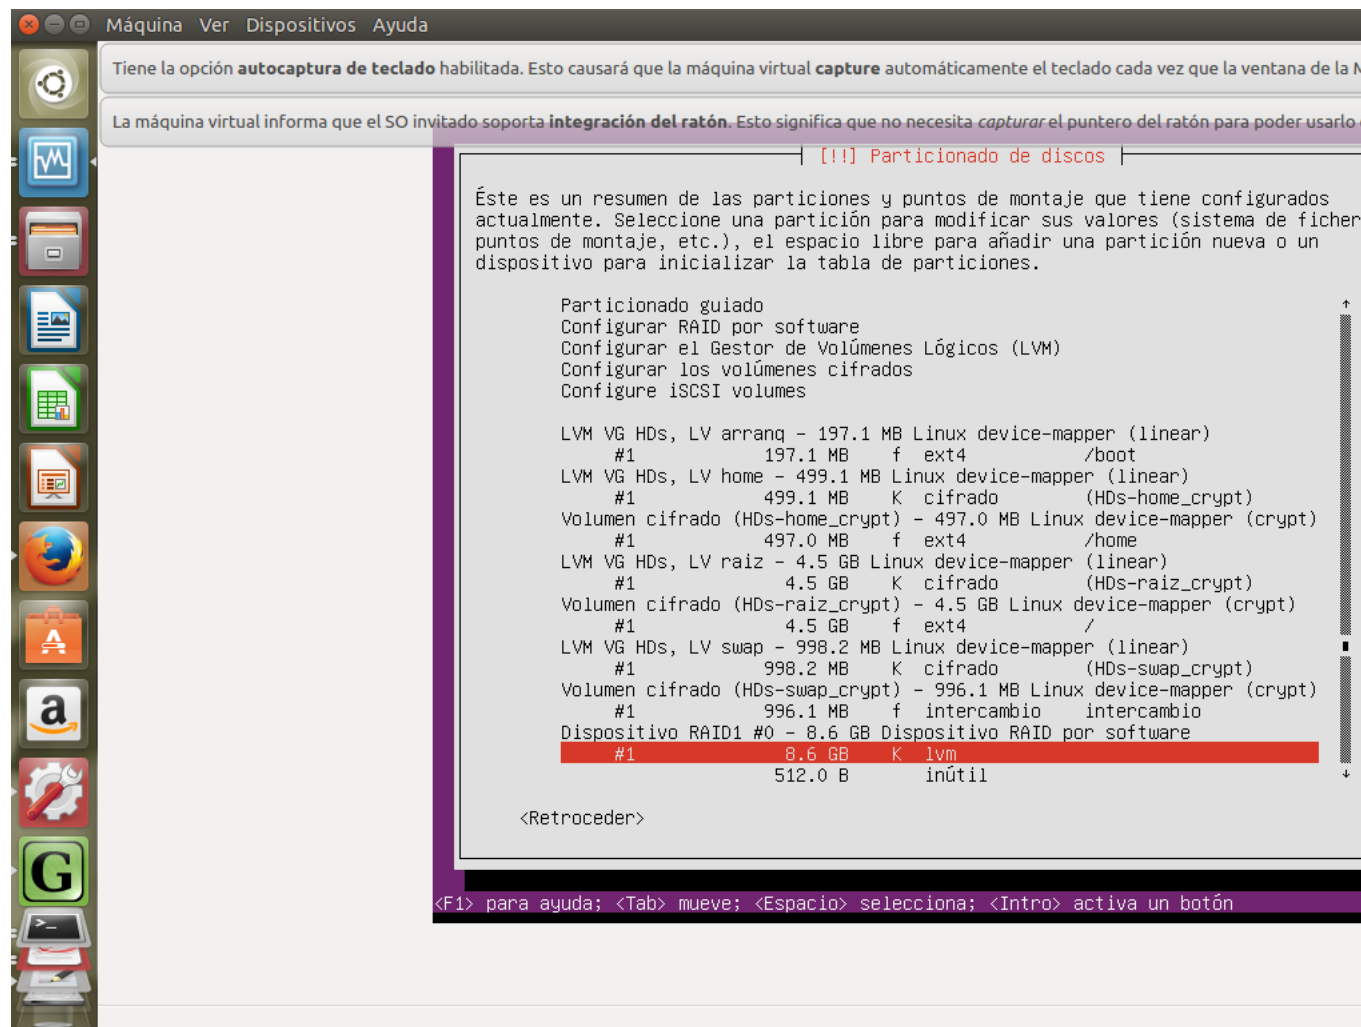 Máquina Ver Dispositivos Ayuda
Tiene la opción autocaptura de teclado habilitada. Esto causará que la máquina virtual capture automáticamente el teclado cada vez que la ventana de la
La máquina virtual informa que el SO invitado soporta integración del ratón. Esto significa que no necesita capturar el puntero del ratón para poder usarlo
[!!] Particionado de discos
Éste es un resumen de las particiones y puntos de montaje que tiene configurados
actualmente. Seleccione una partición para modificar sus valores (sistema de ficher
puntos de montaje, etc.), el espacio libre para añadir una partición nueva o un
dispositivo para inicializar la tabla de particiones.
Particionado guiado
Configurar RAID por software
Configurar el Gestor de Volúmenes Lógicos (LVM)
Configurar los volúmenes cifrados
Configure iSCSI volumes
LVM VG HDs, LV arranq - 197.1 MB Linux device-mapper (linear)
#1 197.1 MB f ext4 /boot
LVM VG HDs, LV home - 499.1 MB Linux device-mapper (linear)
#1 499.1 MB K cifrado (HDs-home_crypt)
Volumen cifrado (HDs-home_crypt) - 497.0 MB Linux device-mapper (crypt)
#1 497.0 MB f ext4 /home
LVM VG HDs, LV raiz - 4.5 GB Linux device-mapper (linear)
#1 4.5 GB K cifrado (HDs-raiz_crypt)
Volumen cifrado (HDs-raiz_crypt) - 4.5 GB Linux device-mapper (crypt)
#1 4.5 GB f ext4 /
LVM VG HDs, LV swap - 998.2 MB Linux device-mapper (linear)
#1 998.2 MB K cifrado (HDs-swap_crypt)
Volumen cifrado (HDs-swap_crypt) - 996.1 MB Linux device-mapper (crypt)
#1 996.1 MB f intercambio intercambio
Dispositivo RAID1 #0 - 8.6 GB Dispositivo RAID por software
#1 8.6 GB K lvm
512.0 B inútil
<Retroceder>
<F1> para ayuda; <Tab> mueve; <Espacio> selecciona; <Intro> activa un botón